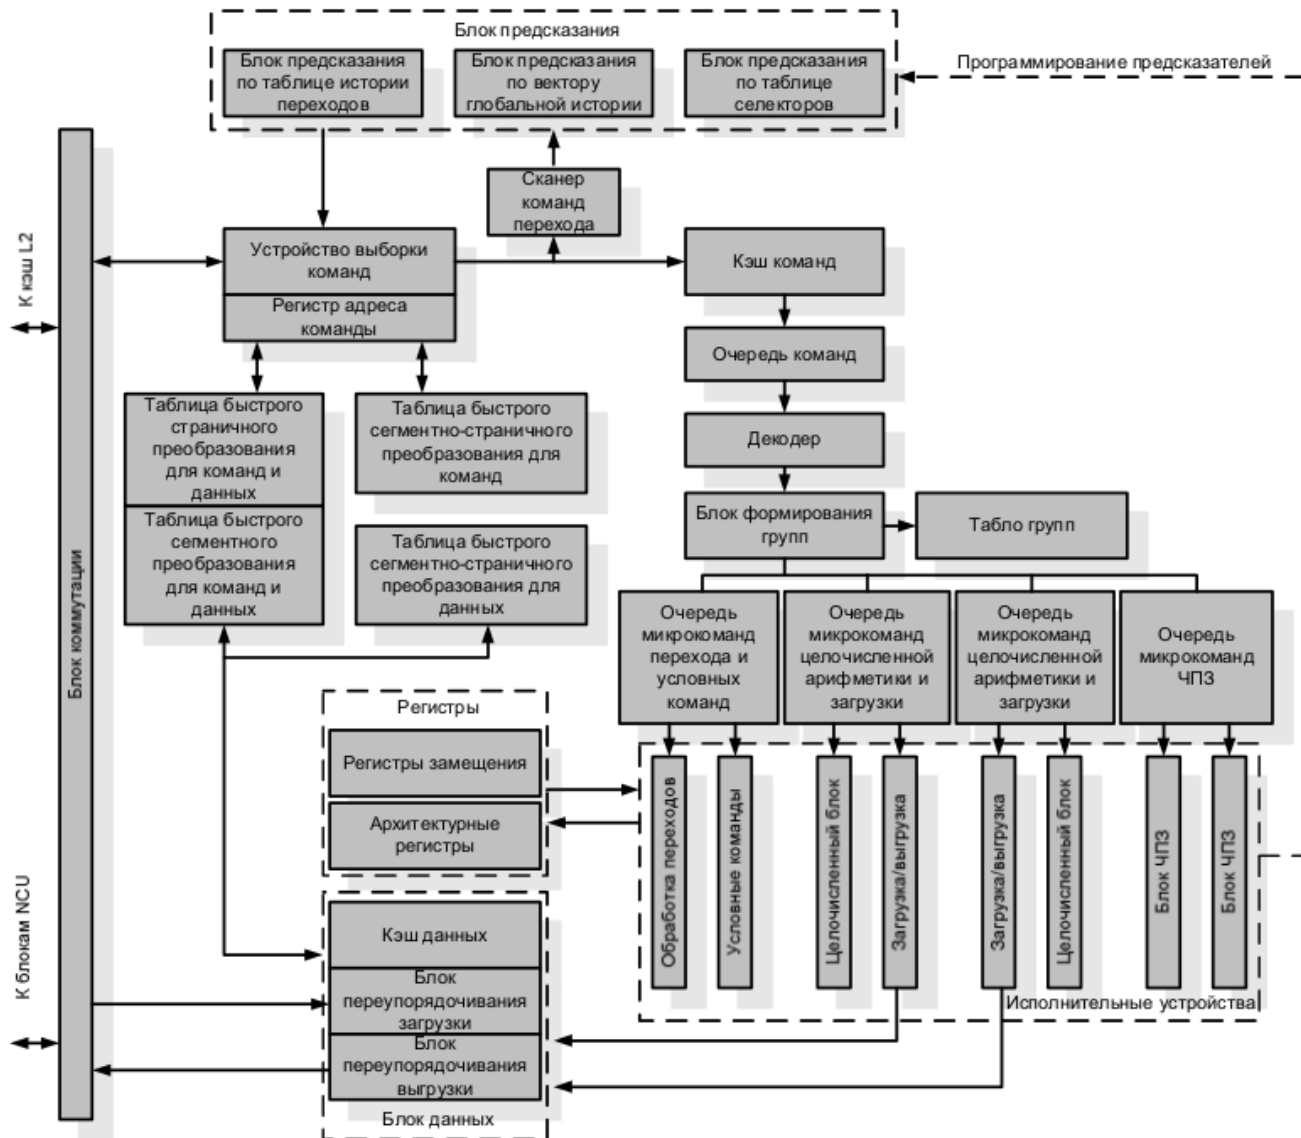 Блок предсказания
Блок предсказания
по таблице истории
переходов
Блок предсказания
по вектору
глобальной истории
Блок предсказания
по таблице
селекторов
Программирование предсказателей
Сканер
команд
перехода
Устройство выборки
команд
Регистр адреса
команды
Кэш команд
Очередь команд
Декодер
Блок формирования
групп
Табло групп
К кэш L2
Блок коммутации
К блокам NCU
Таблица быстрого
страничного
преобразования
для команд и
данных
Таблица быстрого
сегментно-страничного
преобразования для
команд
Таблица быстрого
сегментного
преобразования
для команд и
данных
Таблица быстрого
сегментно-страничного
преобразования для
данных
Очередь
микрокоманд
перехода и
условных
команд
Очередь
микрокоманд
целочисленной
арифметики и
загрузки
Очередь
микрокоманд
целочисленной
арифметики и
загрузки
Очередь
микрокоманд
ЧПЗ
Регистры
Регистры замещения
Архитектурные
регистры
Обработка переходов
Условные команды
Целочисленный блок
Загрузка/выгрузка
Загрузка/выгрузка
Целочисленный блок
Блок ЧПЗ
Блок ЧПЗ
Исполнительные устройства
Кэш данных
Блок
переупорядочивания
загрузки
Блок
переупорядочивания
выгрузки
Блок данных